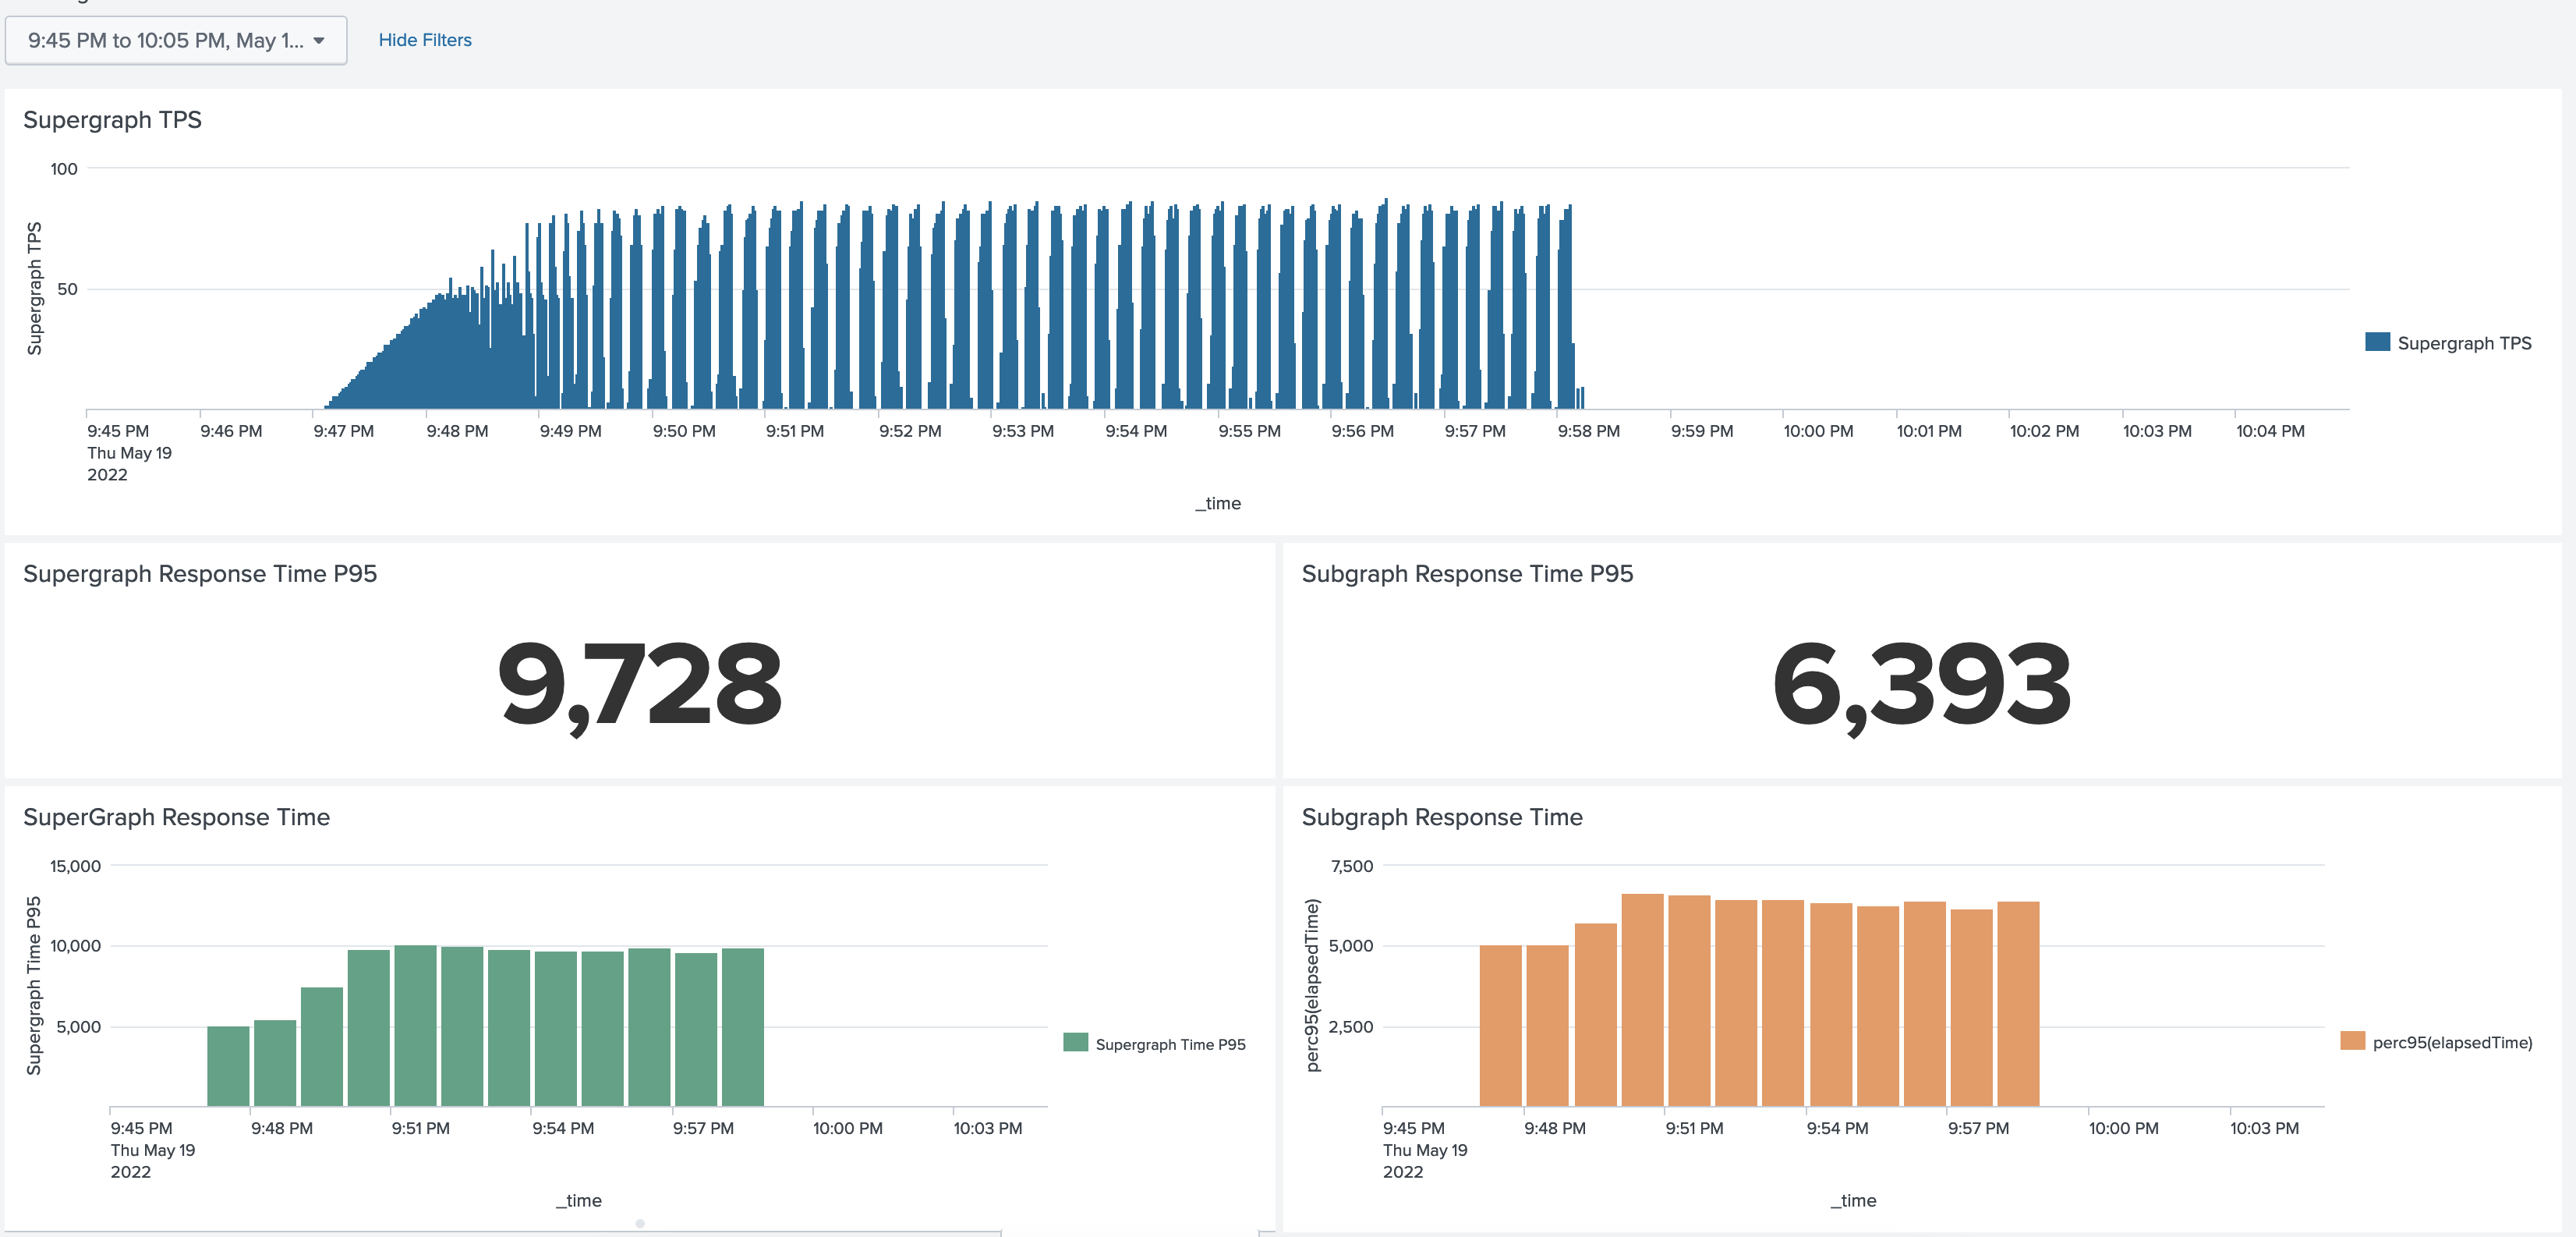 9:45 PM to 10:05 PM, May 1...
Hide Filters
Supergraph TPS
100
50
Supergraph TPS
Supergraph TPS
9:45 PM 9:46 PM 9:47 PM 9:48 PM 9:49 PM 9:50 PM 9:51 PM 9:52 PM 9:53 PM 9:54 PM 9:55 PM 9:56 PM 9:57 PM 9:58 PM 9:59 PM 10:00 PM 10:01 PM 10:02 PM 10:03 PM 10:04 PM
Thu May 19
2022
_time
Supergraph Response Time P95
9,728
Subgraph Response Time P95
6,393
SuperGraph Response Time
15,000
10,000
5,000
Supergraph Time P95
Supergraph Time P95
9:45 PM 9:48 PM 9:51 PM 9:54 PM 9:57 PM 10:00 PM 10:03 PM
Thu May 19
2022
_time
Subgraph Response Time
7,500
5,000
2,500
perc95(elapsedTime)
perc95(elapsedTime)
9:45 PM 9:48 PM 9:51 PM 9:54 PM 9:57 PM 10:00 PM 10:03 PM
Thu May 19
2022
_time